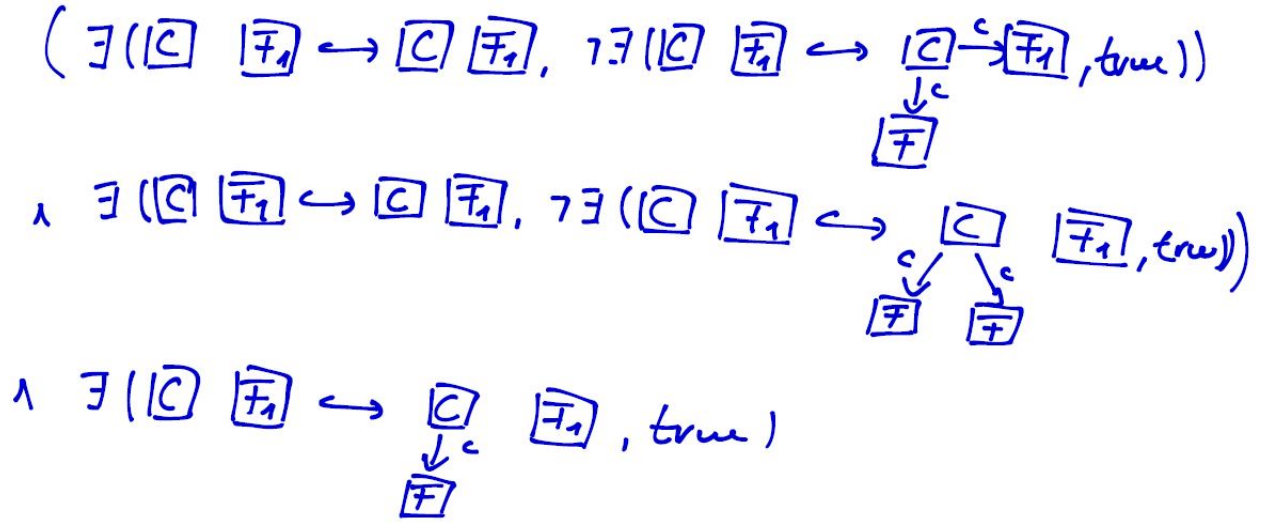 (∃(C F1 ↔ C F1, ¬∃(C F1 ↔ C c→ F1, true))
↓ c
F
∧ ∃(C F1 ↔ C F1, ¬∃(C F1 ↔ C F1, true)))
c c
F F
∧ ∃(C F1 ↔ C F1, true)
↓ c
F